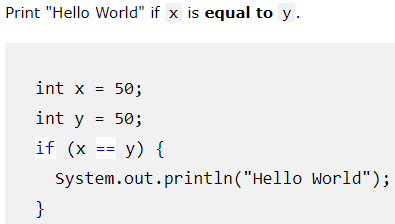 Print "Hello World" if x is equal to y.
int x = 50;
int y = 50;
if (x == y) {
  System.out.println("Hello World");
}